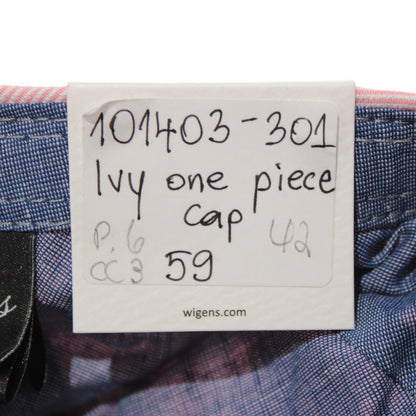 101403-301
Ivy one piece
cap
P.6
42
CC3 59
wigens.com